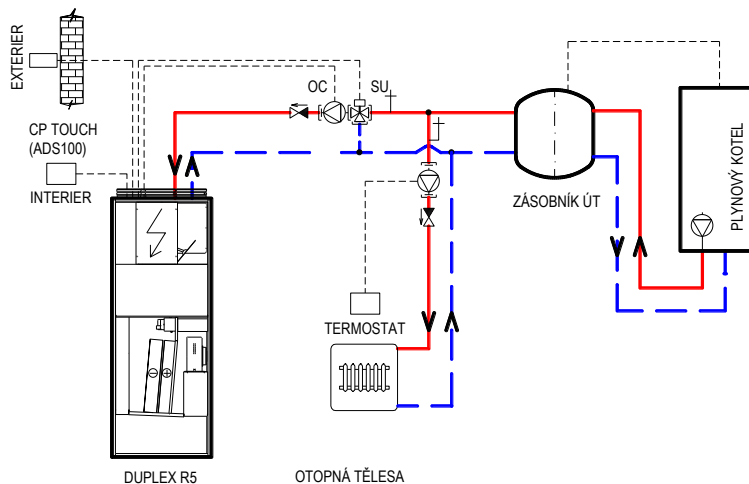 EXTERIER
CP TOUCH
(ADS100)
INTERIER
OC
SU
ZÁSOBNÍK ÚT
PLYNOVÝ KOTEL
TERMOSTAT
DUPLEX R5
OTOPNÁ TĚLESA